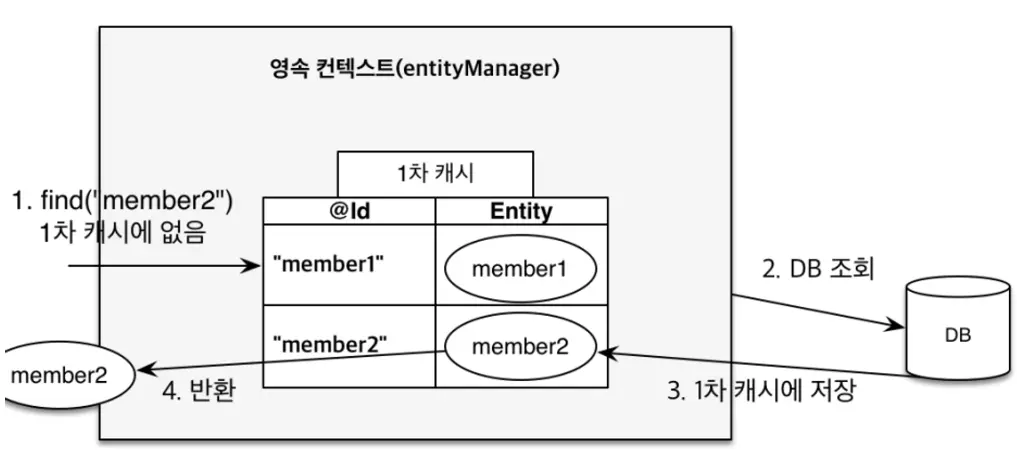 영속 컨텍스트(entityManager)
1차 캐시
1. find("member2")
1차 캐시에 없음
@Id
Entity
"member1"
member1
2. DB 조회
DB
"member2"
member2
member2
4. 반환
3. 1차 캐시에 저장